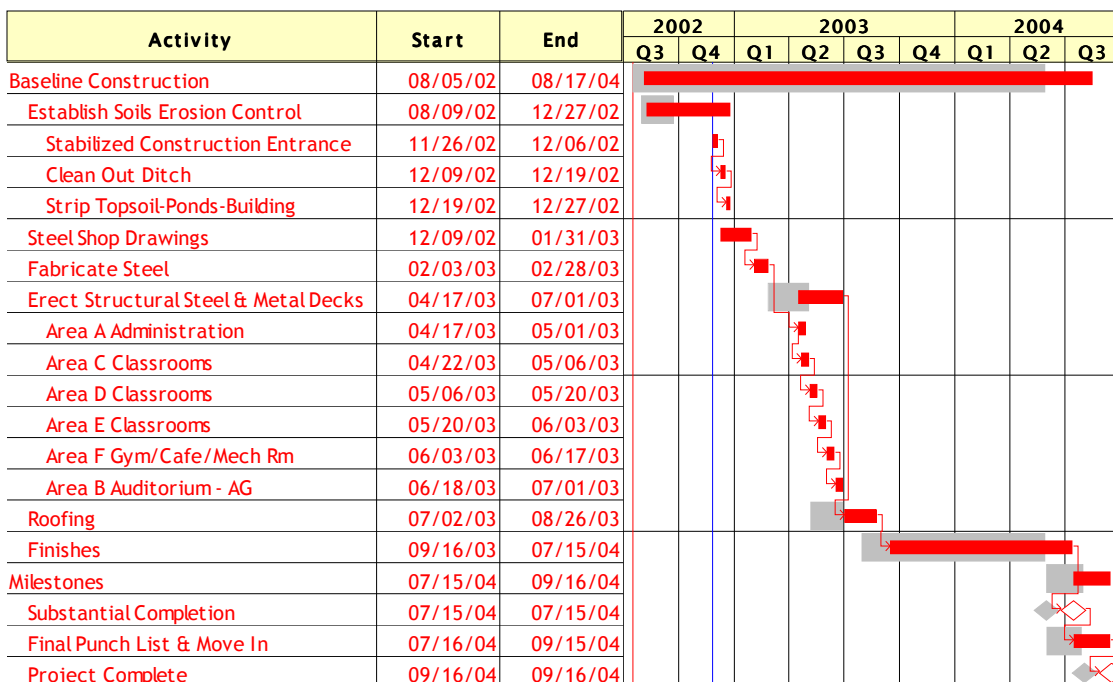 Activity Start End 2002 2003 2004
Q3 Q4 Q1 Q2 Q3 Q4 Q1 Q2 Q3
Baseline Construction 08/05/02 08/17/04
Establish Soils Erosion Control 08/09/02 12/27/02
Stabilized Construction Entrance 11/26/02 12/06/02
Clean Out Ditch 12/09/02 12/19/02
Strip Topsoil-Ponds-Building 12/19/02 12/27/02
Steel Shop Drawings 12/09/02 01/31/03
Fabricate Steel 02/03/03 02/28/03
Erect Structural Steel & Metal Decks 04/17/03 07/01/03
Area A Administration 04/17/03 05/01/03
Area C Classrooms 04/22/03 05/06/03
Area D Classrooms 05/06/03 05/20/03
Area E Classrooms 05/20/03 06/03/03
Area F Gym/Cafe/Mech Rm 06/03/03 06/17/03
Area B Auditorium - AG 06/18/03 07/01/03
Roofing 07/02/03 08/26/03
Finishes 09/16/03 07/15/04
Milestones 07/15/04 09/16/04
Substantial Completion 07/15/04 07/15/04
Final Punch List & Move In 07/16/04 09/15/04
Project Complete 09/16/04 09/16/04